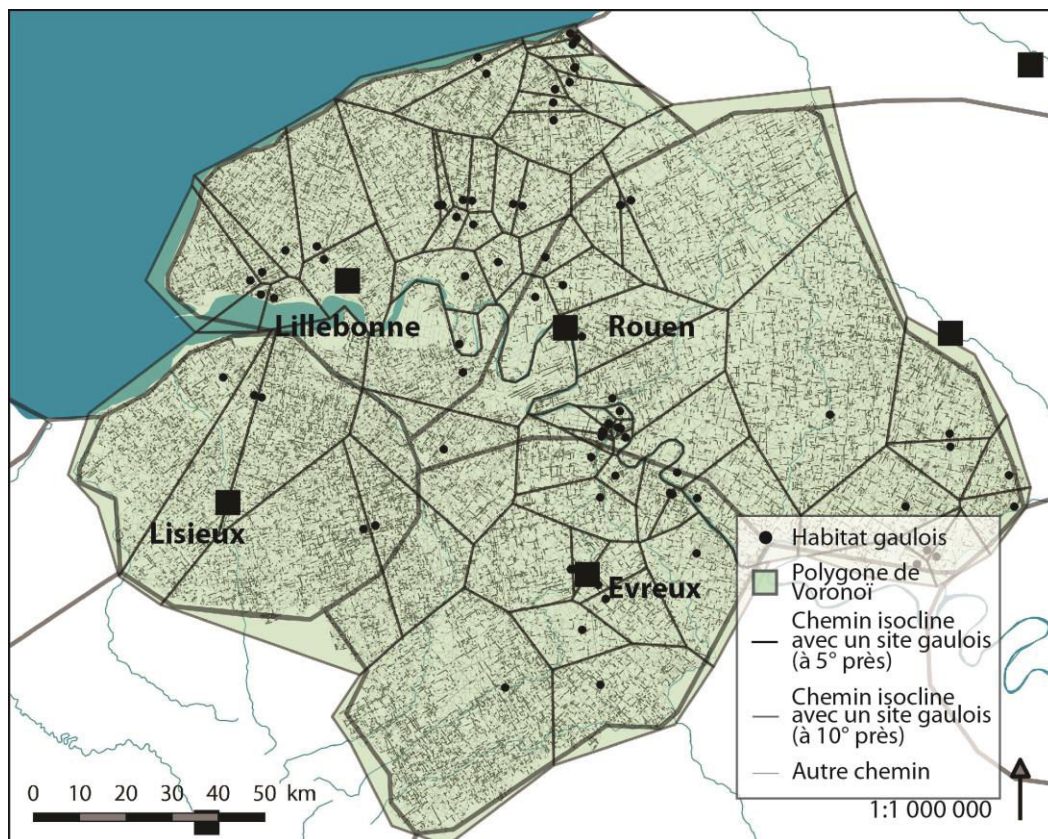 Lillebonne
Rouen
Lisieux
Evreux
Habitat gaulois
Polygone de
Voronoï
Chemin isocline
avec un site gaulois
(à 5° près)
Chemin isocline
avec un site gaulois
(à 10° près)
Autre chemin
0 10 20 30 40 50 km
1:1 000 000